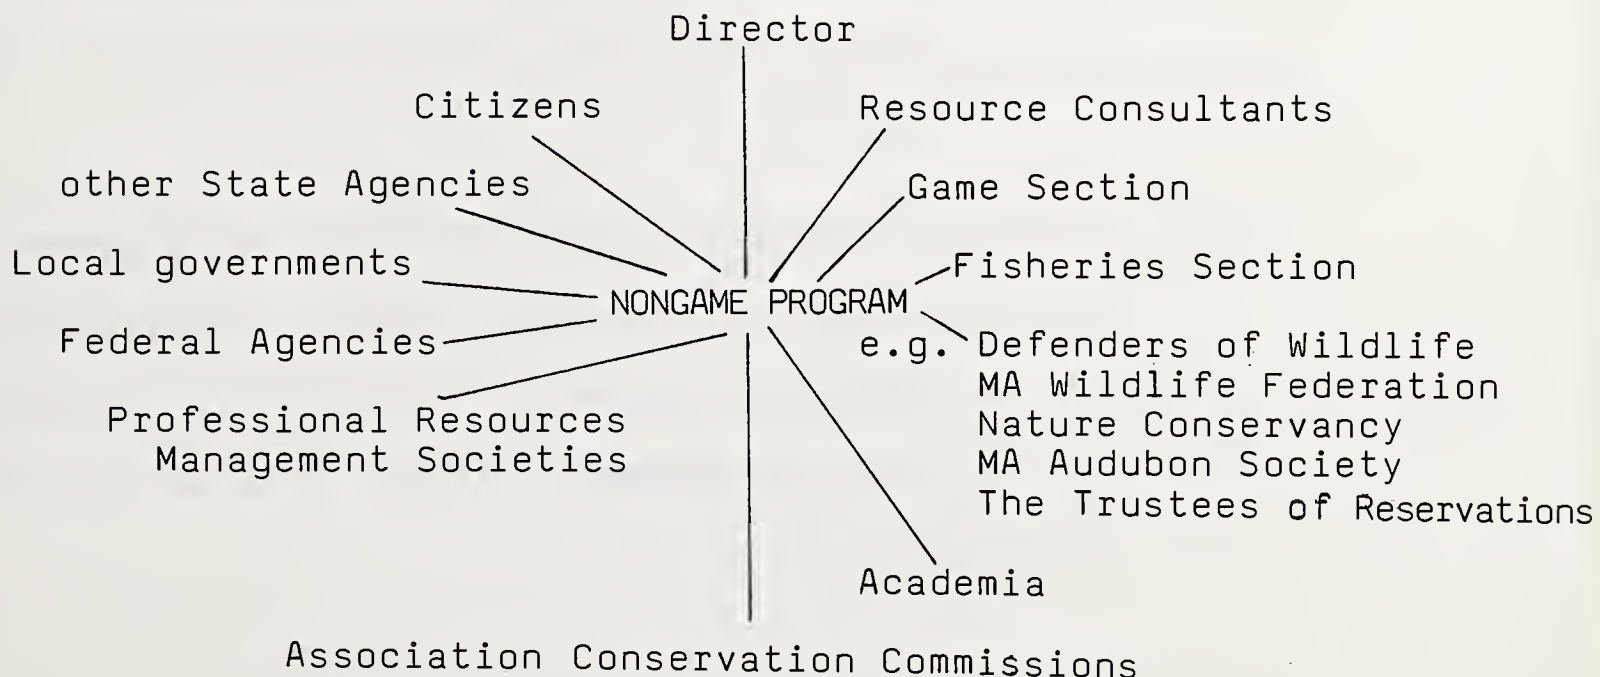 Director
Citizens
Resource Consultants
other State Agencies
Game Section
Local governments
Fisheries Section
NONGAME PROGRAM
Federal Agencies
e.g. Defenders of Wildlife
MA Wildlife Federation
Nature Conservancy
MA Audubon Society
The Trustees of Reservations
Professional Resources
Management Societies
Academia
Association Conservation Commissions